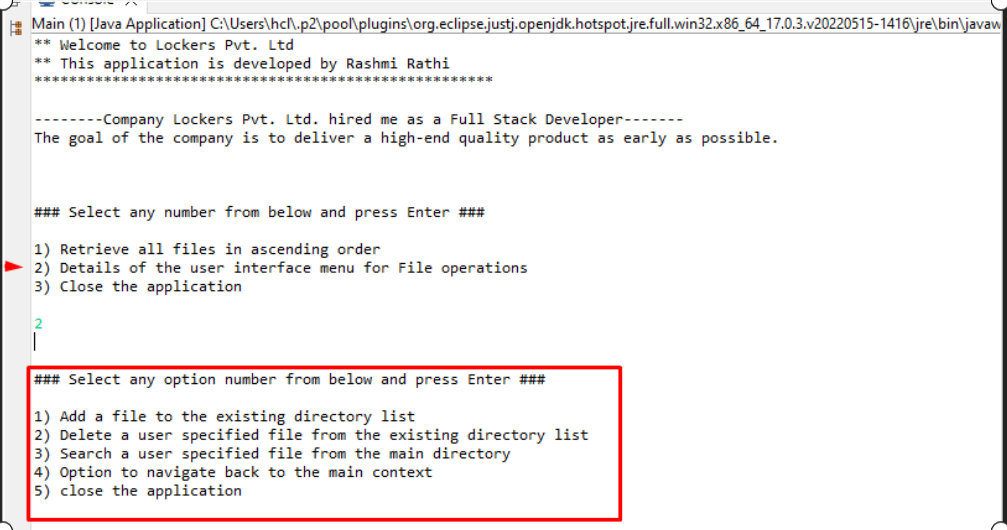 Main (1) [Java Application] C:\Users\hcl\.p2\pool\plugins\org.eclipse.justj.openjdk.hotspot.jre.full.win32.x86_64_17.0.3.v20220515-1416\jre\bin\javaw
** Welcome to Lockers Pvt. Ltd
** This application is developed by Rashmi Rathi
*****************************************************
--------Company Lockers Pvt. Ltd. hired me as a Full Stack Developer-------
The goal of the company is to deliver a high-end quality product as early as possible.
### Select any number from below and press Enter ###
1) Retrieve all files in ascending order
2) Details of the user interface menu for File operations
3) Close the application
2
### Select any option number from below and press Enter ###
1) Add a file to the existing directory list
2) Delete a user specified file from the existing directory list
3) Search a user specified file from the main directory
4) Option to navigate back to the main context
5) close the application